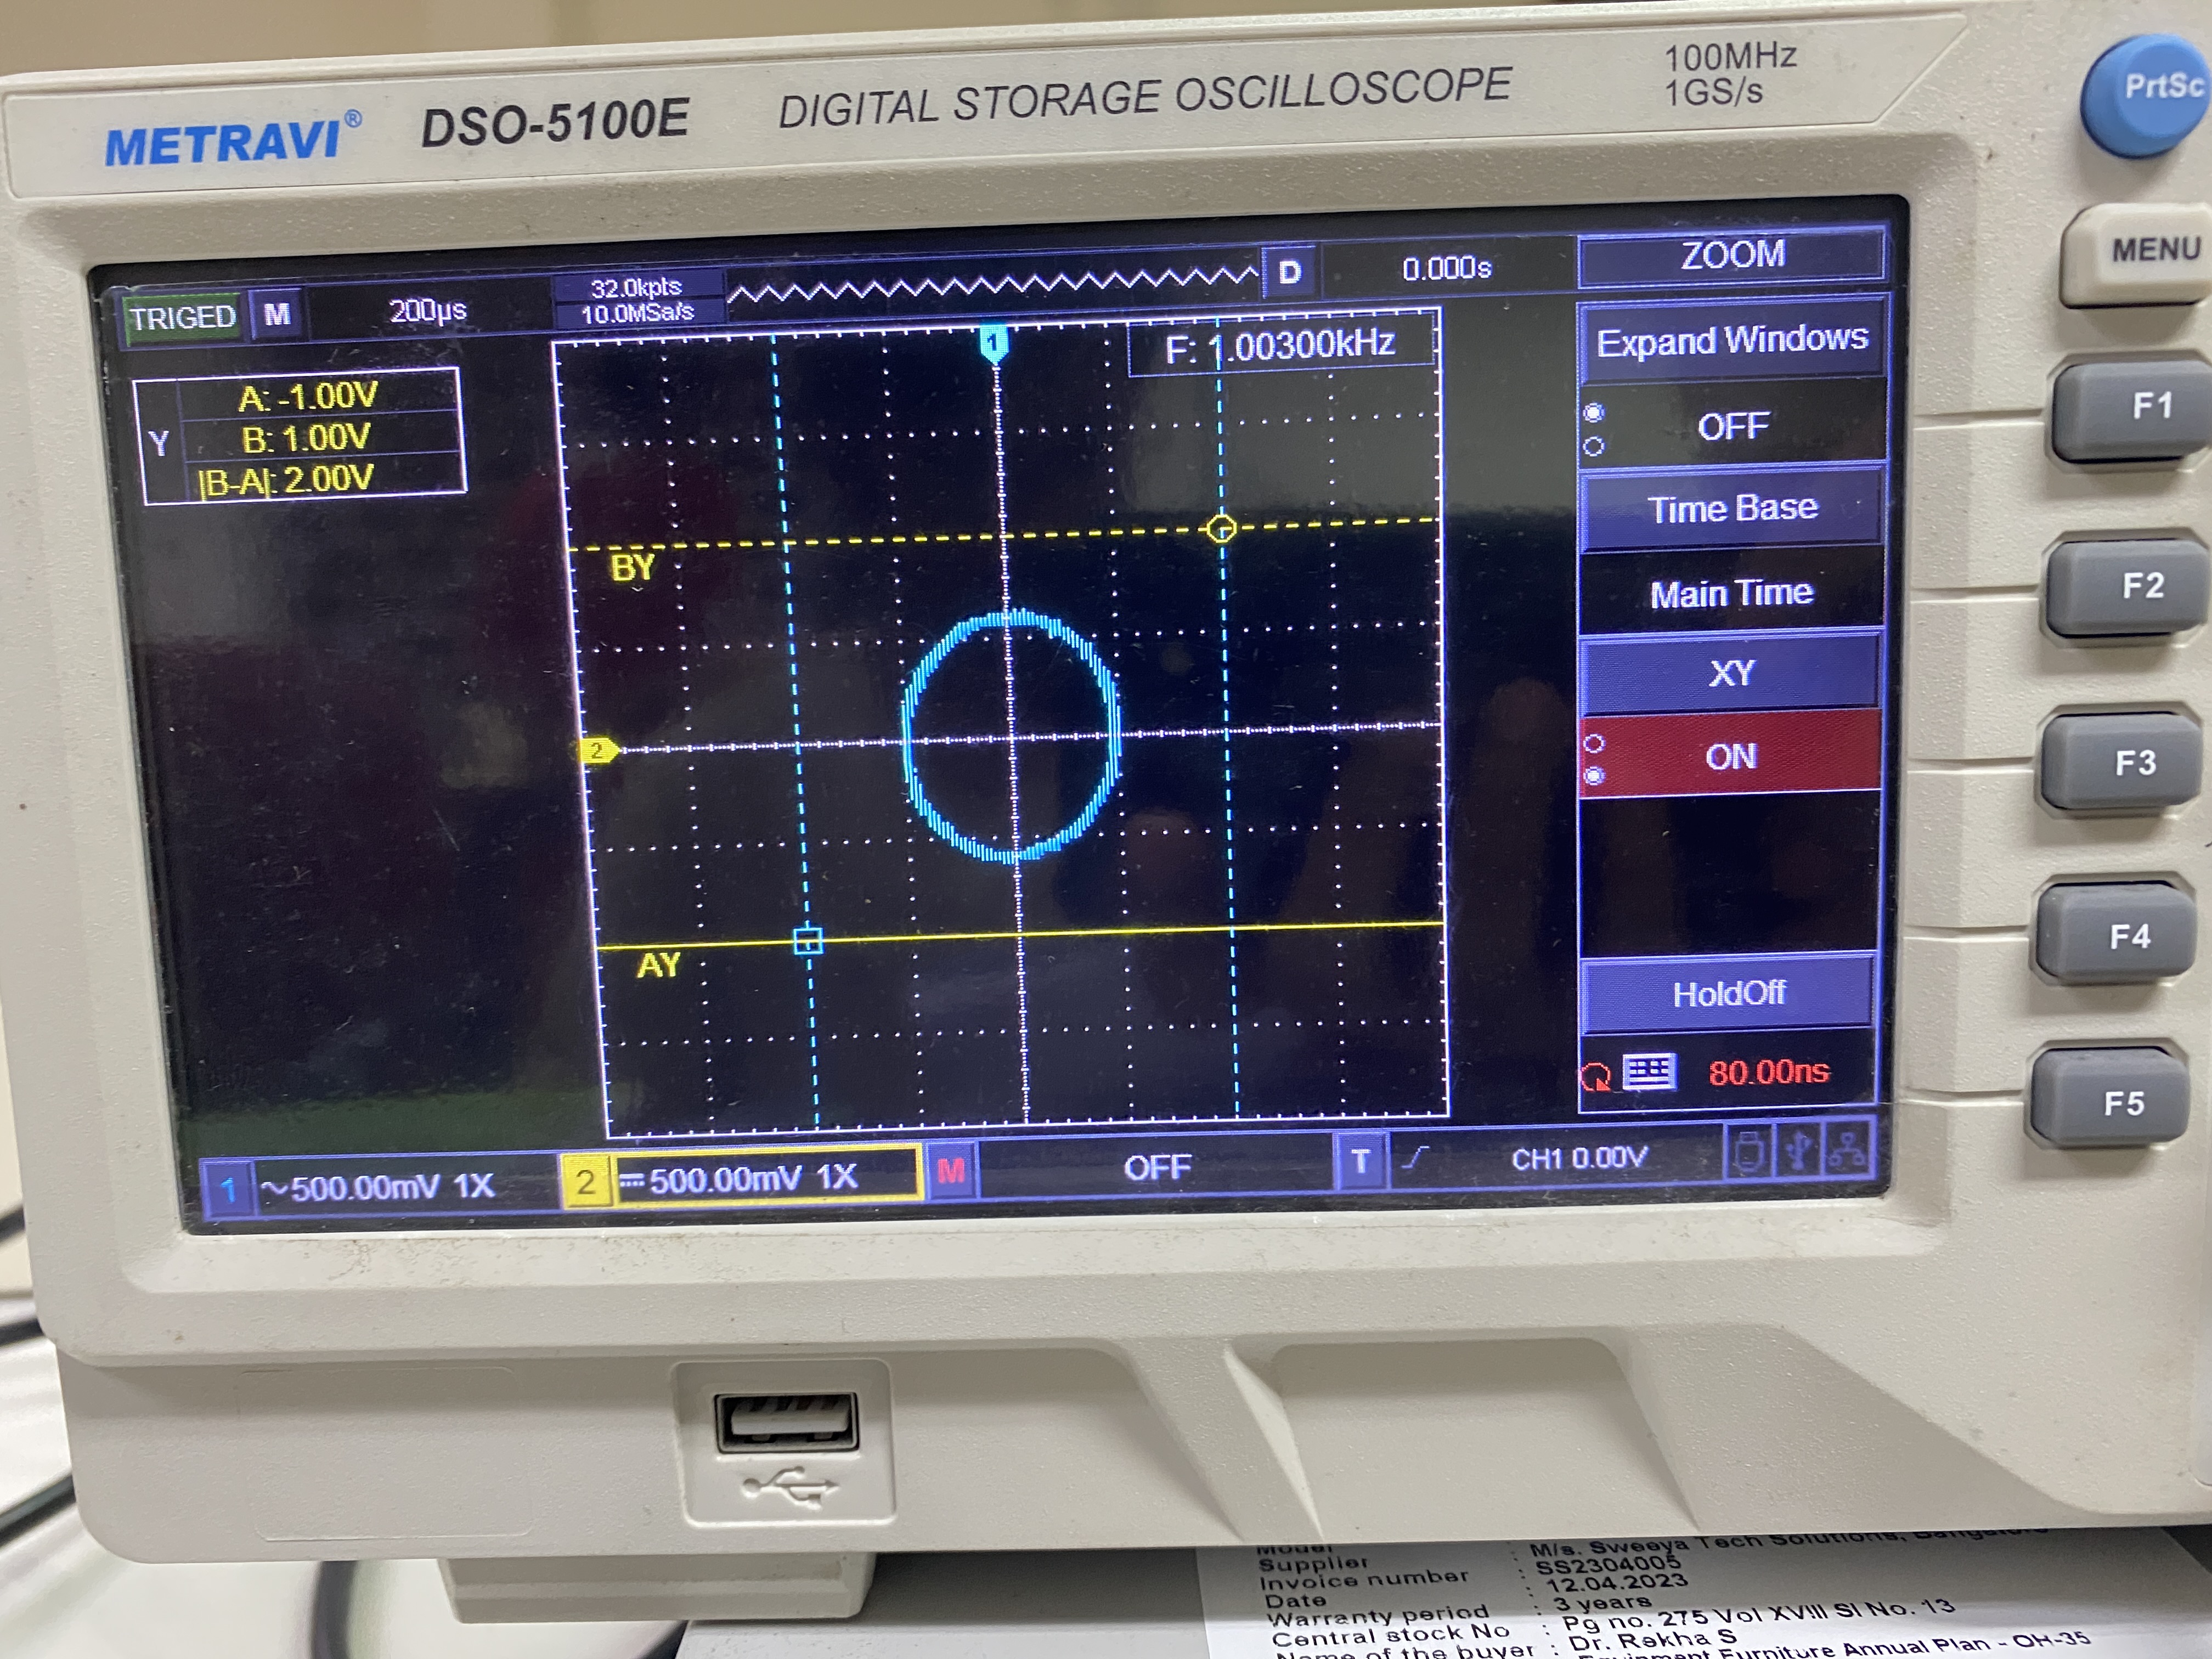 METRAVI® DSO-5100E DIGITAL STORAGE OSCILLOSCOPE 100MHz
1GS/s
PrtSc
MENU
F1
F2
F3
F4
F5
TRIGED M 200μs 32.0kpts
10.0MSa/s
D 0.000s
ZOOM
Expand Windows
OFF
Time Base
Main Time
XY
ON
HoldOff
80.00ns
Y
A: -1.00V
B: 1.00V
|B-A|: 2.00V
1
F: 1.00300kHz
BY
2
AY
1 ~500.00mV 1X 2 500.00mV 1X M OFF T CH1 0.00V
Model
Supplier : M/s. Sweeya Tech Solutions,
Invoice number : SS2304005
Date : 12.04.2023
Warranty period : 3 years
Central stock No : Pg no. 275 Vol XVIII Sl No. 13
Name of the buyer : Dr. Rekha S
Equipment Furniture Annual Plan - OH-35